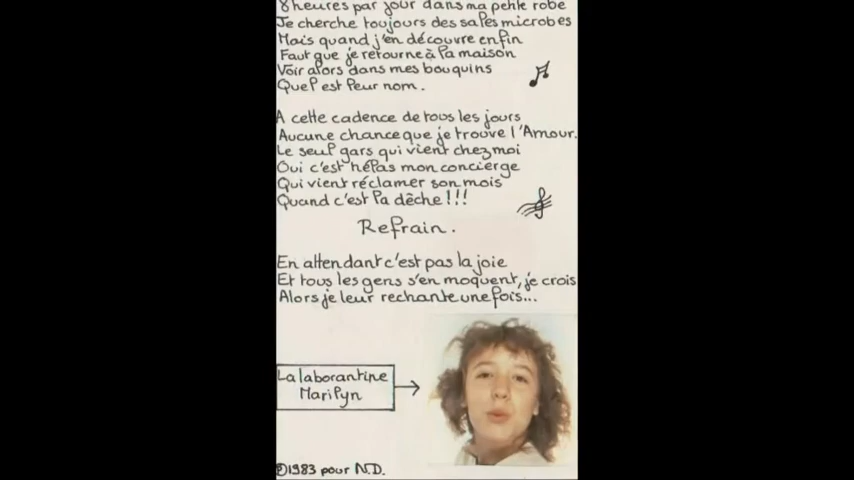 8 heures par jour dans ma petite robe
Je cherche toujours des sales microbes
Mais quand j'en découvre enfin
Faut que je retourne à la maison
Voir alors dans mes bouquins
Quel est leur nom.
A cette cadence de tous les jours
Aucune chance que je trouve l'Amour.
Le seul gars qui vient chez moi
Oui c'est hélas mon concierge
Qui vient réclamer son mois
Quand c'est la dèche !!!
Refrain.
En attendant c'est pas la joie
Et tous les gens s'en moquent, je crois
Alors je leur rechante une fois...
La laborantine
Marilyn
©1983 pour N.D.